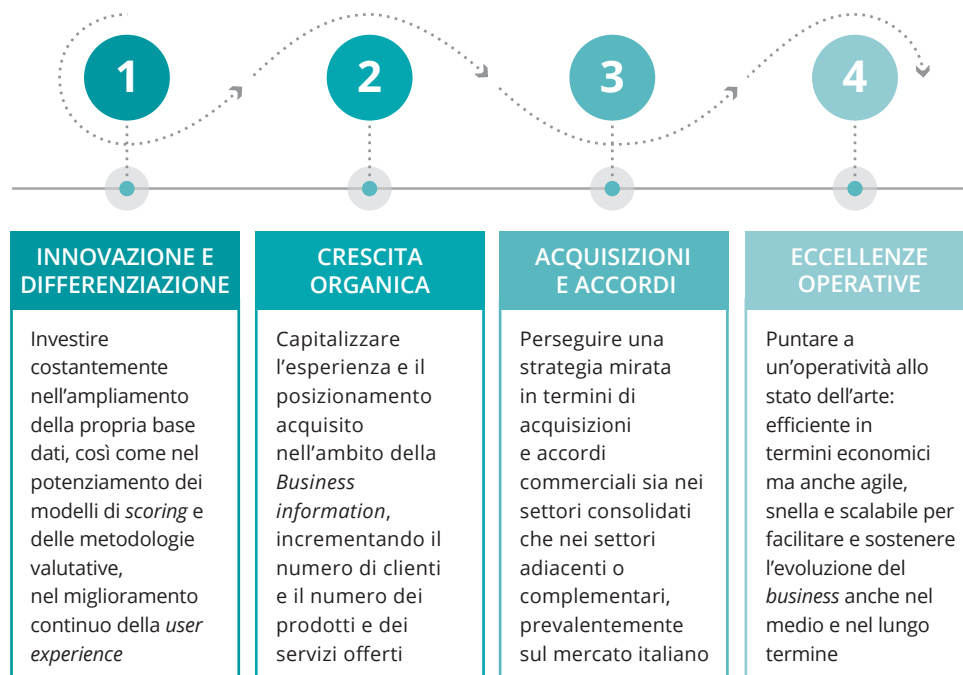 1
2
3
4
INNOVAZIONE E
DIFFERENZIAZIONE
Investire
costantemente
nell'ampliamento
della propria base
dati, così come nel
potenziamento dei
modelli di scoring e
delle metodologie
valutative,
nel miglioramento
continuo della user
experience
CRESCITA
ORGANICA
Capitalizzare
l'esperienza e il
posizionamento
acquisito
nell'ambito della
Business
information,
incrementando il
numero di clienti
e il numero dei
prodotti e dei
servizi offerti
ACQUISIZIONI
E ACCORDI
Perseguire una
strategia mirata
in termini di
acquisizioni
e accordi
commerciali sia nei
settori consolidati
che nei settori
adiacenti o
complementari,
prevalentemente
sul mercato italiano
ECCELLENZE
OPERATIVE
Puntare a
un'operatività allo
stato dell'arte:
efficiente in
termini economici
ma anche agile,
snella e scalabile per
facilitare e sostenere
l'evoluzione del
business anche nel
medio e nel lungo
termine